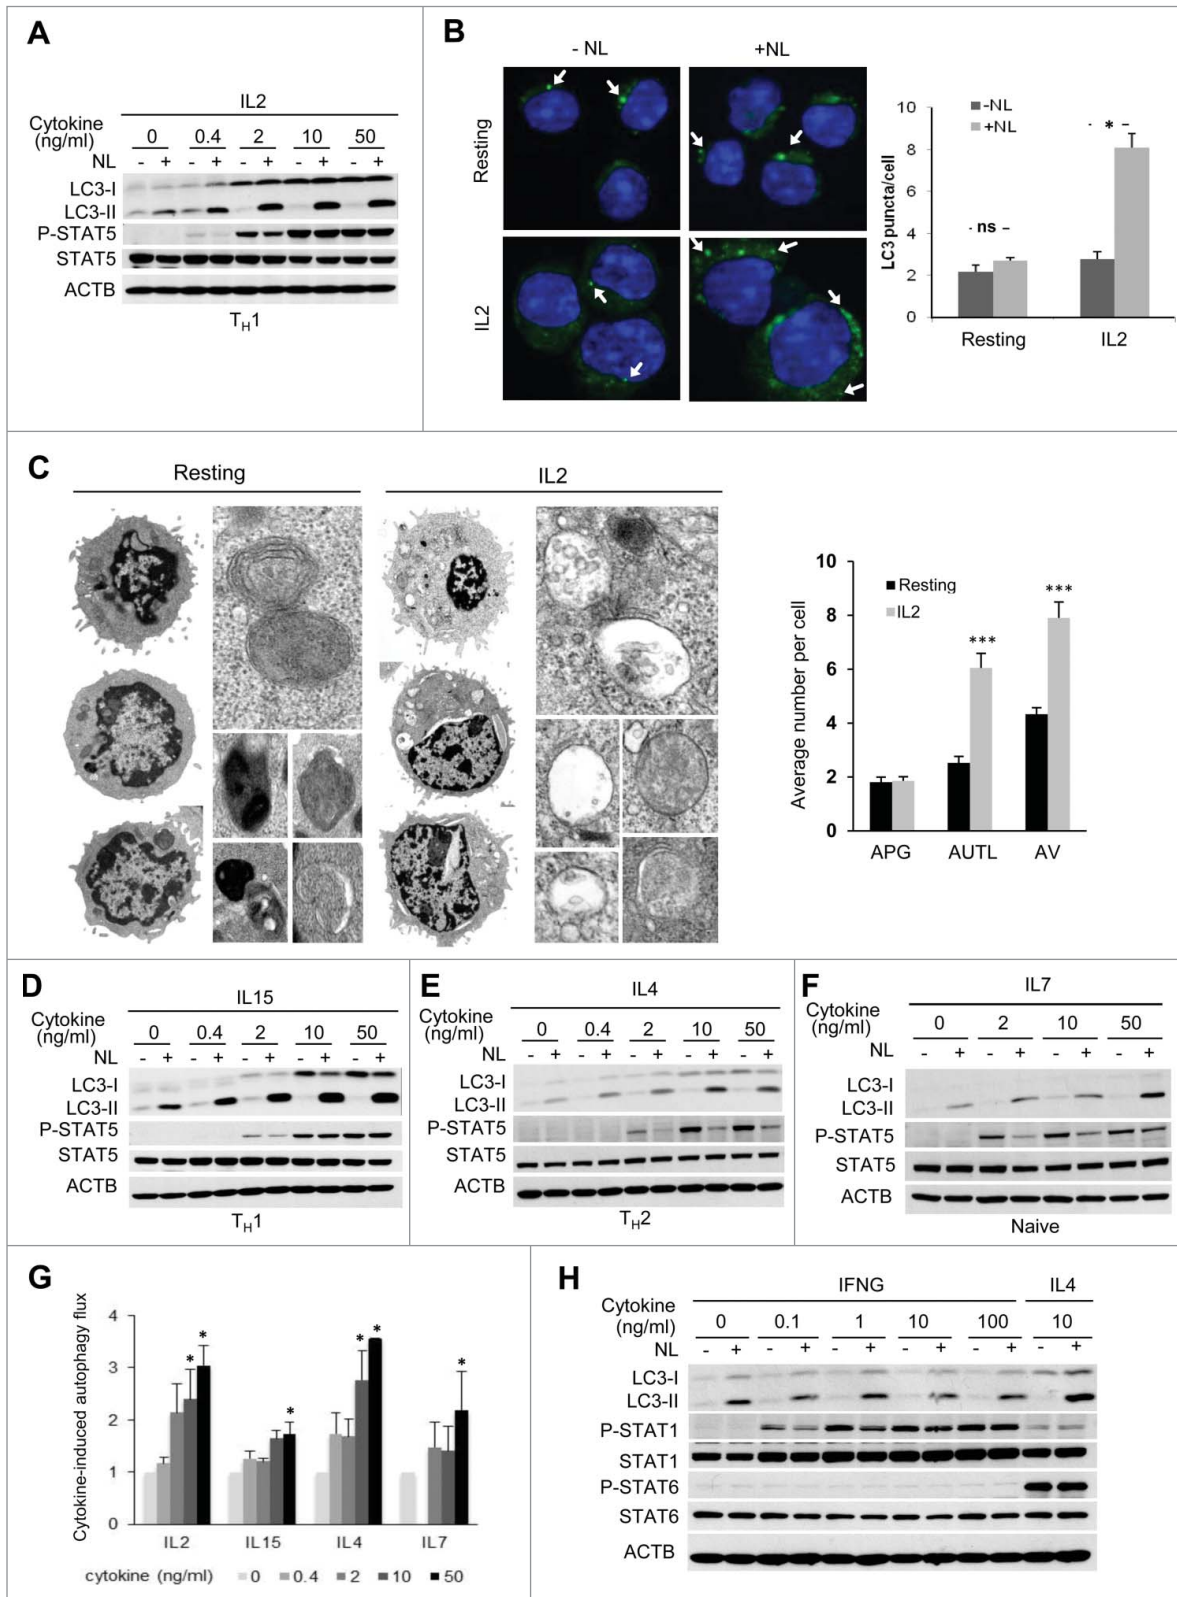 A
IL2
Cytokine (ng/ml) 0 0.4 2 10 50
NL - + - + - + - + - +
LC3-I
LC3-II
P-STAT5
STAT5
ACTB
TH1
B
- NL +NL
Resting
IL2
10
8
6
4
2
0
LC3 puncta/cell
-NL
+NL
- ns -
- * -
Resting IL2
C
Resting IL2
10
8
6
4
2
0
Average number per cell
Resting
IL2
***
***
APG AUTL AV
D
IL15
Cytokine (ng/ml) 0 0.4 2 10 50
NL - + - + - + - + - +
LC3-I
LC3-II
P-STAT5
STAT5
ACTB
TH1
E
IL4
Cytokine (ng/ml) 0 0.4 2 10 50
NL - + - + - + - + - +
LC3-I
LC3-II
P-STAT5
STAT5
ACTB
TH2
F
IL7
Cytokine (ng/ml) 0 2 10 50
NL - + - + - + - +
LC3-I
LC3-II
P-STAT5
STAT5
ACTB
Naive
G
Cytokine-induced autophagy flux
4
3
2
1
0
* *
*
* *
*
IL2 IL15 IL4 IL7
cytokine (ng/ml) 0 0.4 2 10 50
H
IFNG IL4
Cytokine (ng/ml) 0 0.1 1 10 100 10
NL - + - + - + - + - + - +
LC3-I
LC3-II
P-STAT1
STAT1
P-STAT6
STAT6
ACTB